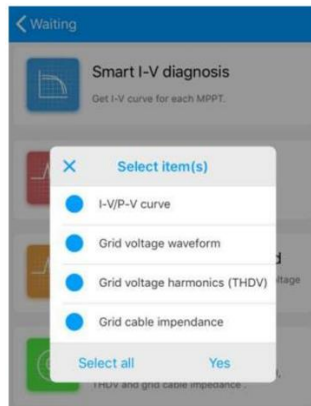 Waiting
Smart I-V diagnosis
Get I-V curve for each MPPT.
Select item(s)
I-V/P-V curve
Grid voltage waveform
d
Grid voltage harmonics (THDV)
ltage
Grid cable impendance
Select all
Yes
THDV and grid cable impedance .